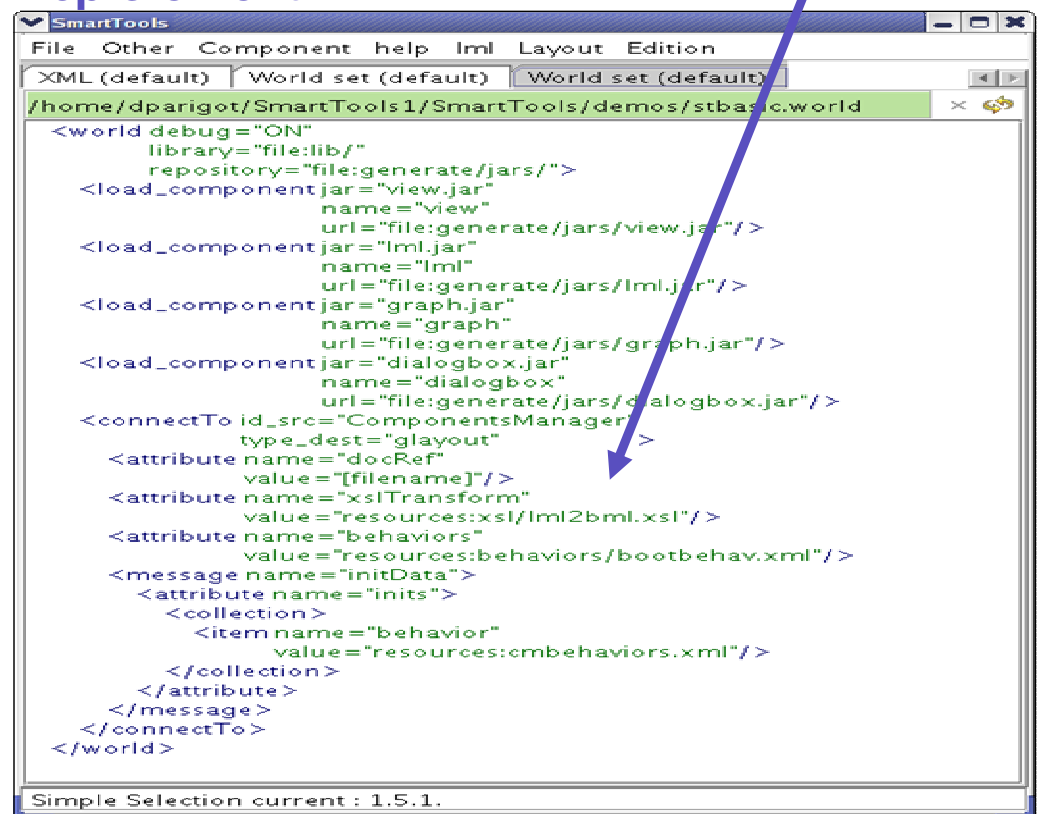 SmartTools
File Other Component help lml Layout Edition
XML (default) World set (default) World set (default)
/home/dparigot/SmartTools1/SmartTools/demos/stbasic.world
<world debug="ON"
library="file:lib/"
repository="file:generate/jars/">
<load_component jar="view.jar"
name="view"
url="file:generate/jars/view.jar"/>
<load_component jar="lml.jar"
name="lml"
url="file:generate/jars/lml.jar"/>
<load_component jar="graph.jar"
name="graph"
url="file:generate/jars/graph.jar"/>
<load_component jar="dialogbox.jar"
name="dialogbox"
url="file:generate/jars/dialogbox.jar"/>
<connectTo id_src="ComponentsManager"
type_dest="glayout" >
<attribute name="docRef"
value="[filename]"/>
<attribute name="xslTransform"
value="resources:xsl/lml2bml.xsl"/>
<attribute name="behaviors"
value="resources:behaviors/bootbehav.xml"/>
<message name="initData">
<attribute name="inits">
<collection>
<item name="behavior"
value="resources:cmbehaviors.xml"/>
</collection>
</attribute>
</message>
</connectTo>
</world>
Simple Selection current : 1.5.1.